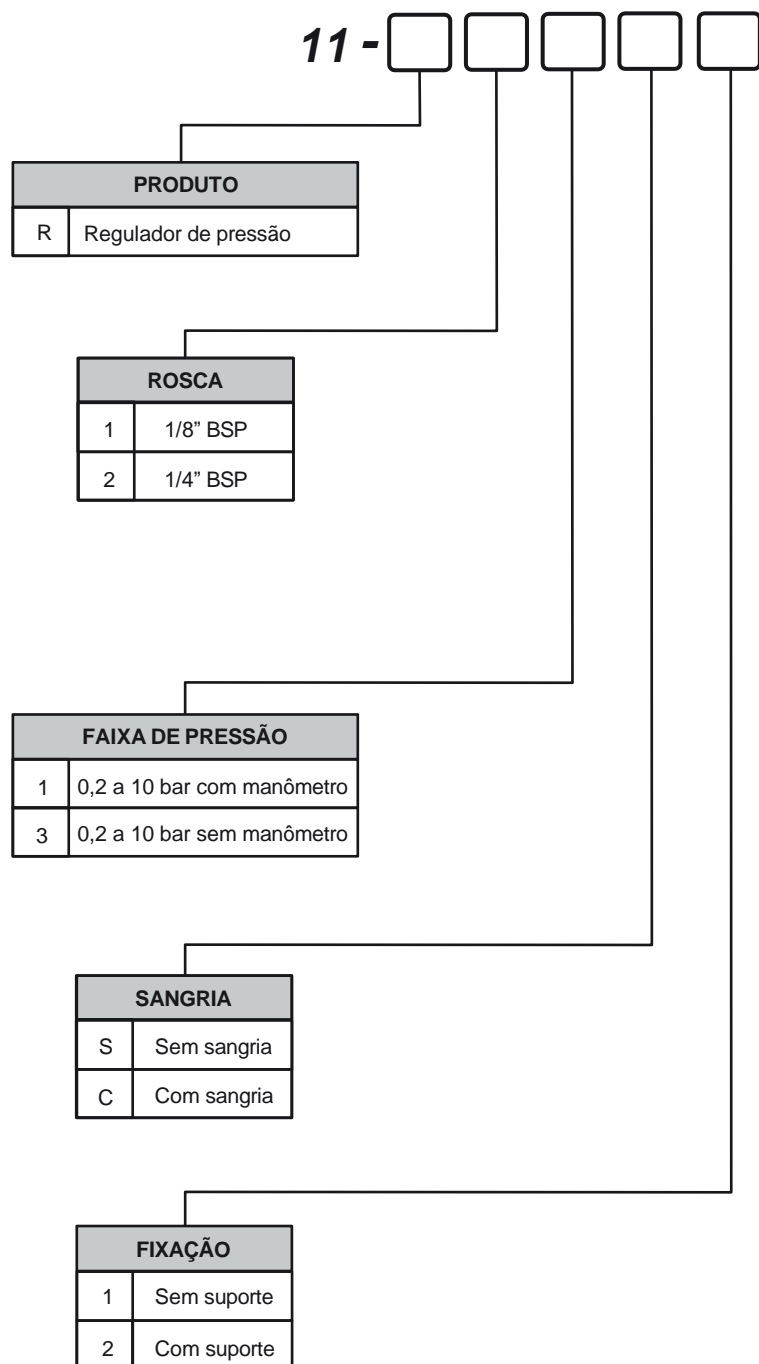 11 -
PRODUTO
R Regulador de pressão
ROSCA
1 1/8” BSP
2 1/4” BSP
FAIXA DE PRESSÃO
1 0,2 a 10 bar com manômetro
3 0,2 a 10 bar sem manômetro
SANGRIA
S Sem sangria
C Com sangria
FIXAÇÃO
1 Sem suporte
2 Com suporte